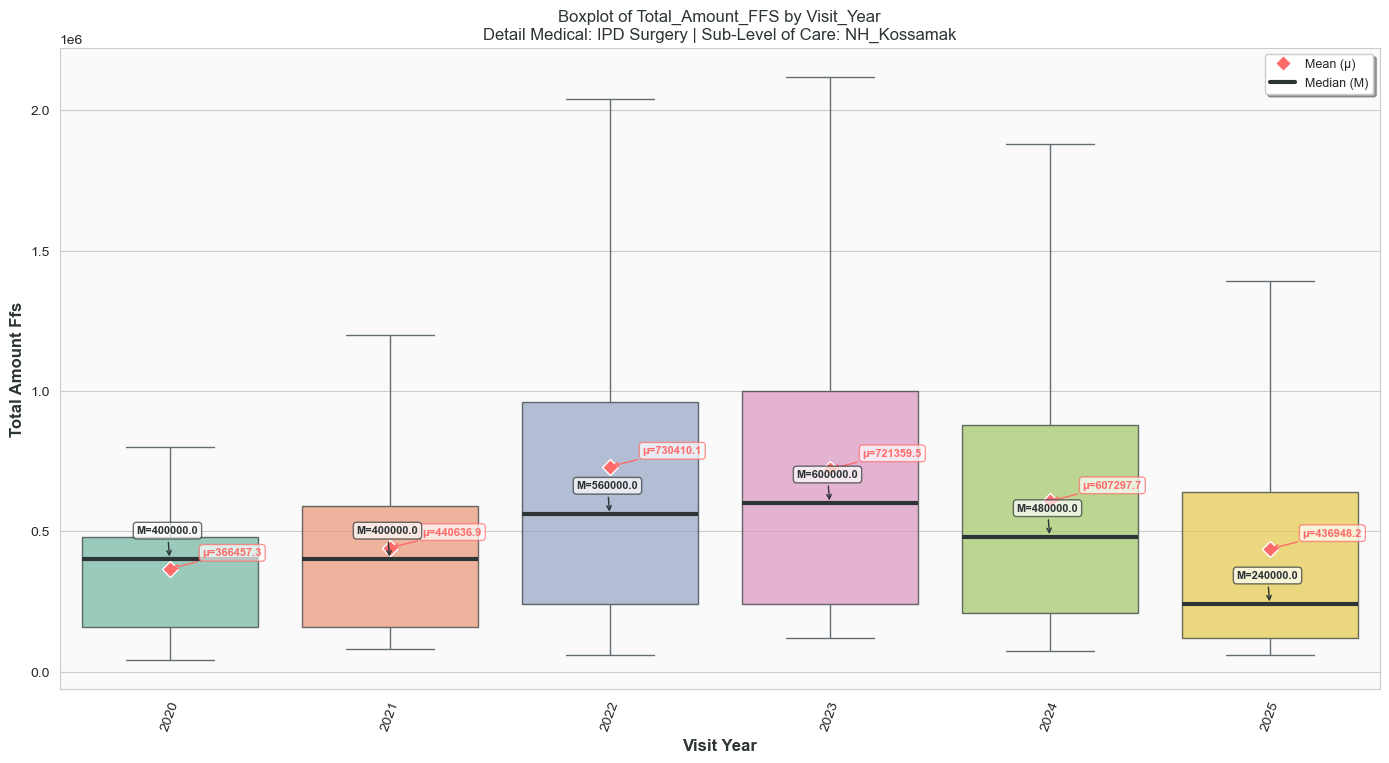 Boxplot of Total_Amount_FFS by Visit_Year
Detail Medical: IPD Surgery | Sub-Level of Care: NH_Kossamak
1e6
Mean (μ)
Median (M)
2.0
1.5
1.0
0.5
0.0
Total Amount Ffs
M=400000.0
μ=366457.3
M=400000.0
μ=440636.9
μ=730410.1
M=560000.0
μ=721359.5
M=600000.0
μ=607297.7
M=480000.0
μ=436948.2
M=240000.0
2020
2021
2022
2023
2024
2025
Visit Year